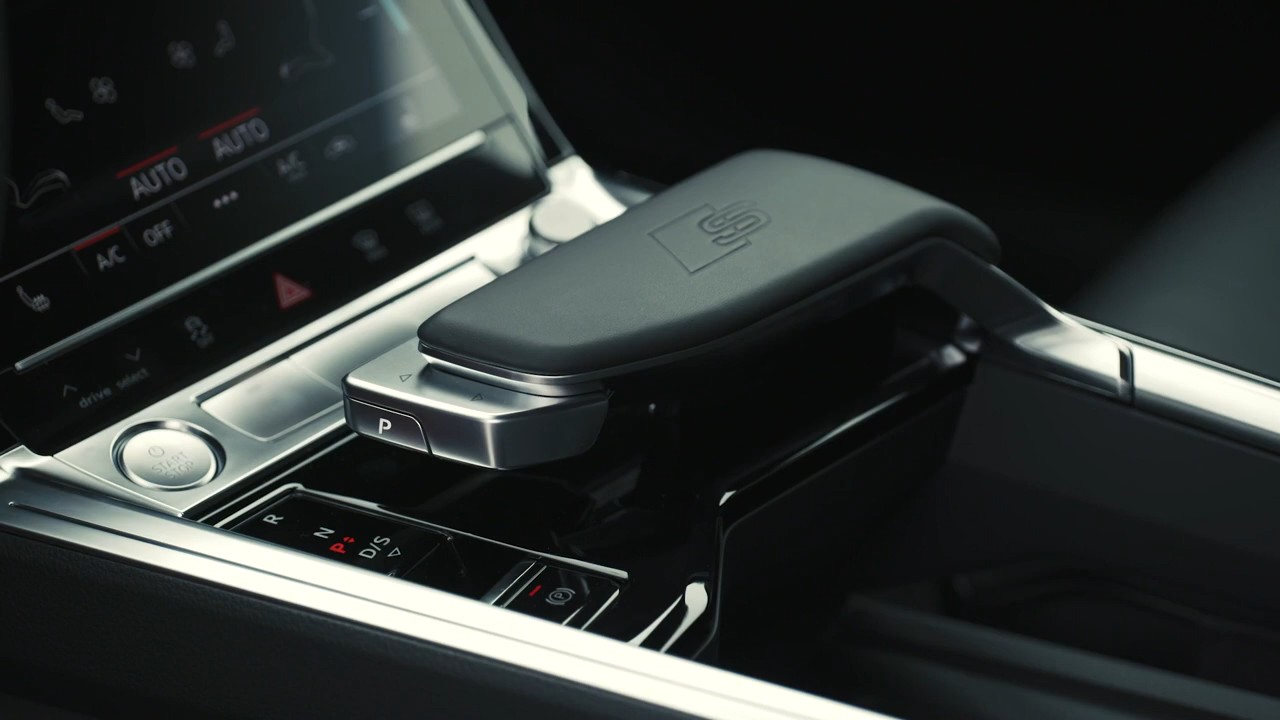 AUTO
AUTO
A/C
OFF
A/C
drive select
START
STOP
P
R
N
P
D/S
P